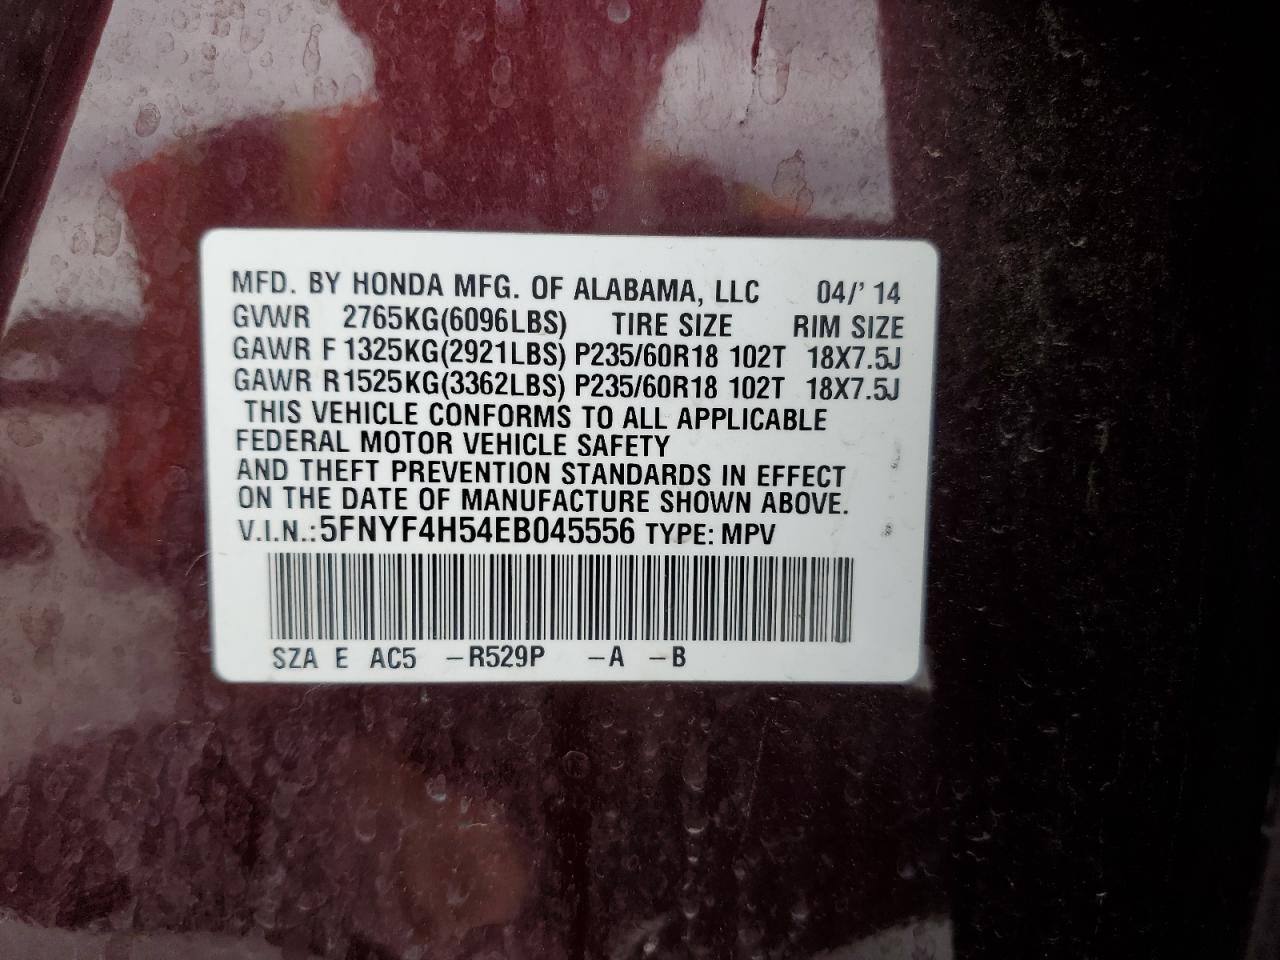 MFD. BY HONDA MFG. OF ALABAMA, LLC 04/' 14
GVWR 2765KG(6096LBS) TIRE SIZE RIM SIZE
GAWR F 1325KG(2921LBS) P235/60R18 102T 18X7.5J
GAWR R1525KG(3362LBS) P235/60R18 102T 18X7.5J
THIS VEHICLE CONFORMS TO ALL APPLICABLE
FEDERAL MOTOR VEHICLE SAFETY
AND THEFT PREVENTION STANDARDS IN EFFECT
ON THE DATE OF MANUFACTURE SHOWN ABOVE.
V.I.N.:5FNYF4H54EB045556 TYPE: MPV
SZA E AC5 -R529P -A -B